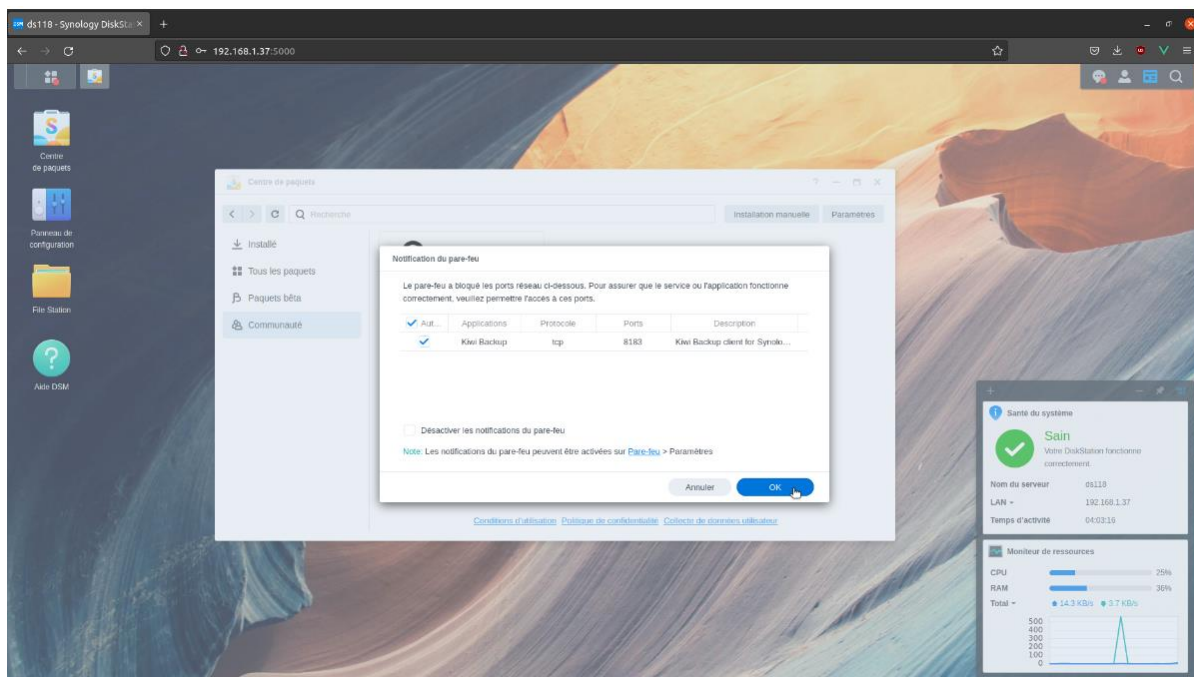 ds118 - Synology DiskSta
192.168.1.37:5000
Centre
de paquets
Panneau de
configuration
File Station
Aide DSM
Centre de paquets
Recherche
Installation manuelle
Paramètres
Installé
Tous les paquets
Paquets bêta
Communauté
Notification du pare-feu
Le pare-feu a bloqué les ports réseau ci-dessous. Pour assurer que le service ou l'application fonctionne
correctement, veuillez permettre l'accès à ces ports.
Aut... Applications Protocole Ports Description
Kiwi Backup tcp 8183 Kiwi Backup client for Synolo...
Désactiver les notifications du pare-feu
Note: Les notifications du pare-feu peuvent être activées sur Pare-feu > Paramètres
Annuler OK
Conditions d'utilisation Politique de confidentialité Collecte de données utilisateur
Santé du système
Sain
Votre DiskStation fonctionne
correctement.
Nom du serveur ds118
LAN 192.168.1.37
Temps d'activité 04:03:16
Moniteur de ressources
CPU 25%
RAM 36%
Total 14.3 KB/s 3.7 KB/s
500
400
300
200
100
0